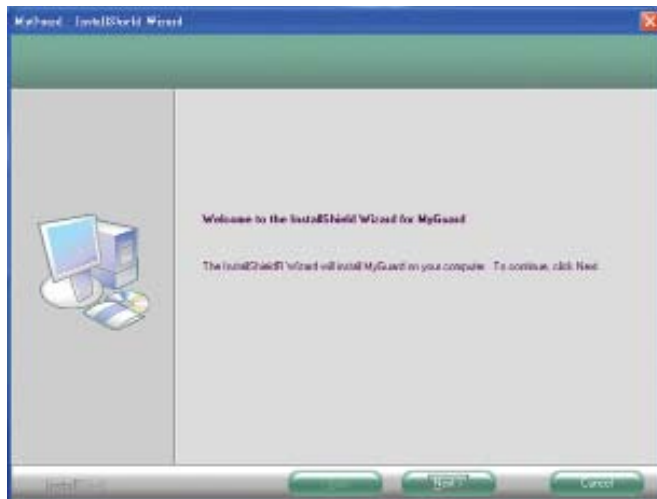 MyGuard - InstallShield Wizard
Welcome to the InstallShield Wizard for MyGuard
The InstallShieldR Wizard will install MyGuard on your computer. To continue, click Next.
Next >
Cancel